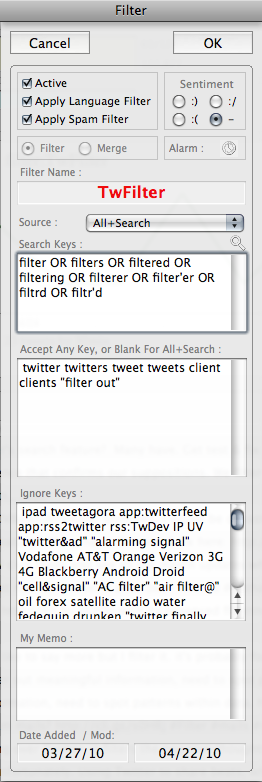 Filter
Cancel
OK
Active
Apply Language Filter
Apply Spam Filter
Sentiment
:)
:/
:(
–
Filter
Merge
Alarm :
Filter Name :
TwFilter
Source :
All+Search
Search Keys :
filter OR filters OR filtered OR
filtering OR filterer OR filter'er OR
filtrd OR filtr'd
Accept Any Key, or Blank For All+Search :
twitter twitters tweet tweets client
clients "filter out"
Ignore Keys :
ipad tweetagora app:twitterfeed
app:rss2twitter rss:TwDev IP UV
"twitter&ad" "alarming signal"
Vodafone AT&T Orange Verizon 3G
4G Blackberry Android Droid
"cell&signal" "AC filter" "air filter@"
oil forex satellite radio water
fedequip drunken "twitter finally
My Memo :
Date Added / Mod:
03/27/10
04/22/10